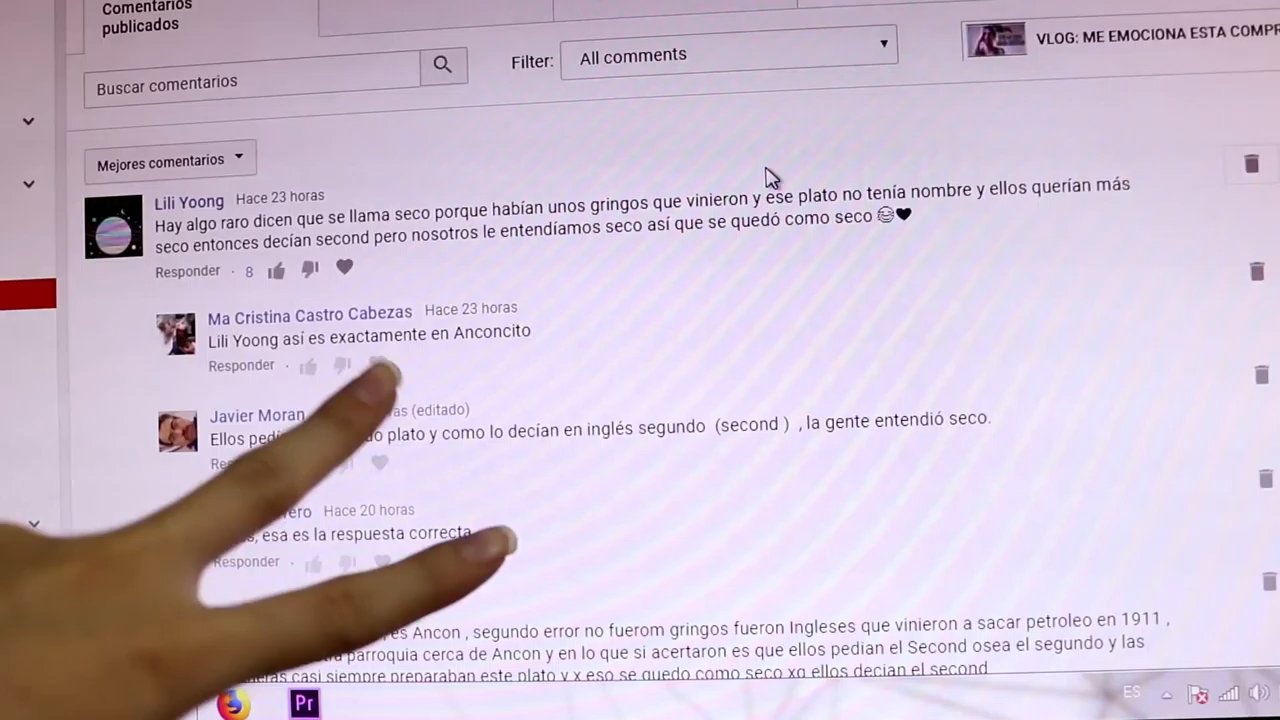 Comentarios
publicados
Buscar comentarios
Filter:
All comments
VLOG: ME EMOCIONA ESTA COMPR
Mejores comentarios
Lili Yoong Hace 23 horas
Hay algo raro dicen que se llama seco porque habían unos gringos que vinieron y ese plato no tenía nombre y ellos querían más
seco entonces decían second pero nosotros le entendíamos seco así que se quedó como seco 😂♥
Responder · 8
Ma Cristina Castro Cabezas Hace 23 horas
Lili Yoong así es exactamente en Anconcito
Responder ·
Javier Moran (editado)
Ellos plato y como lo decían en inglés segundo (second ) , la gente entendió seco.
Hace 20 horas
esa es la respuesta correcta
Responder ·
es Ancon , segundo error no fuerom gringos fueron Ingleses que vinieron a sacar petroleo en 1911 ,
parroquia cerca de Ancon y en lo que si acertaron es que ellos pedian el Second osea el segundo y las
casi siempre preparaban este plato y x eso se quedo como seco xq ellos decian el second
Pr
ES